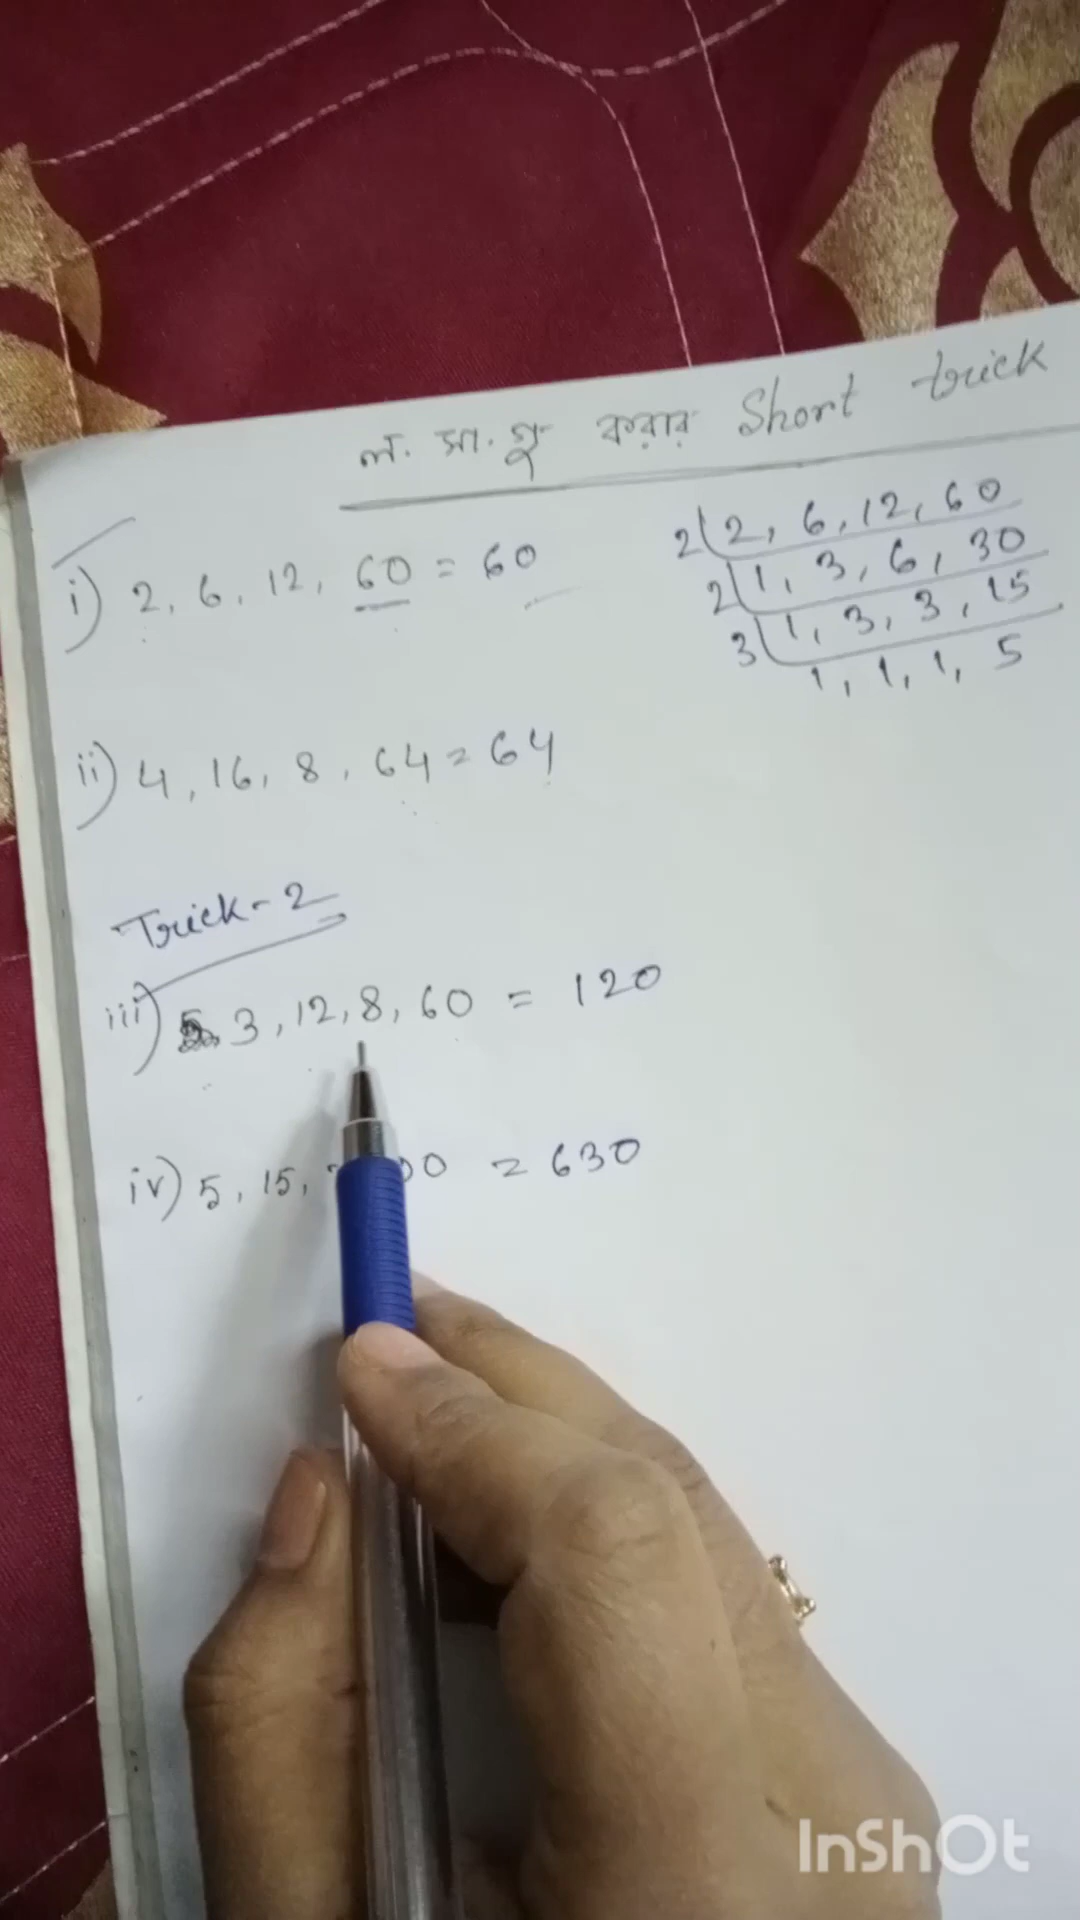 ল. সা. গু করার Short trick
i) 2, 6, 12, 60 = 60
2 2, 6, 12, 60
2 1, 3, 6, 30
3 1, 3, 3, 15
1, 1, 1, 5
ii) 4, 16, 8, 64 = 64
Trick-2
iii) 3, 12, 8, 60 = 120
iv) 5, 15, = 630
InShOt